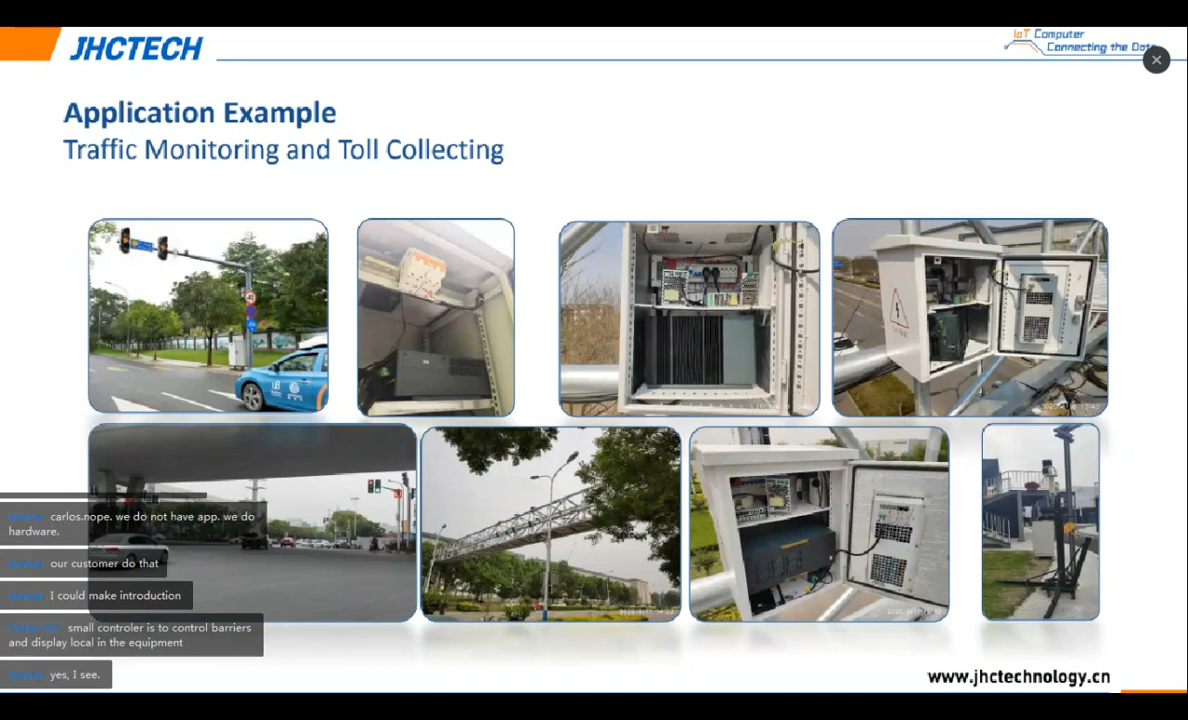 JHCTECH
IoT Computer
Connecting the Dots
Application Example
Traffic Monitoring and Toll Collecting
carlos.nope. we do not have app. we do
hardware.
our customer do that
I could make introduction
small controler is to control barriers
and display local in the equipment
yes, I see.
www.jhctechnology.cn